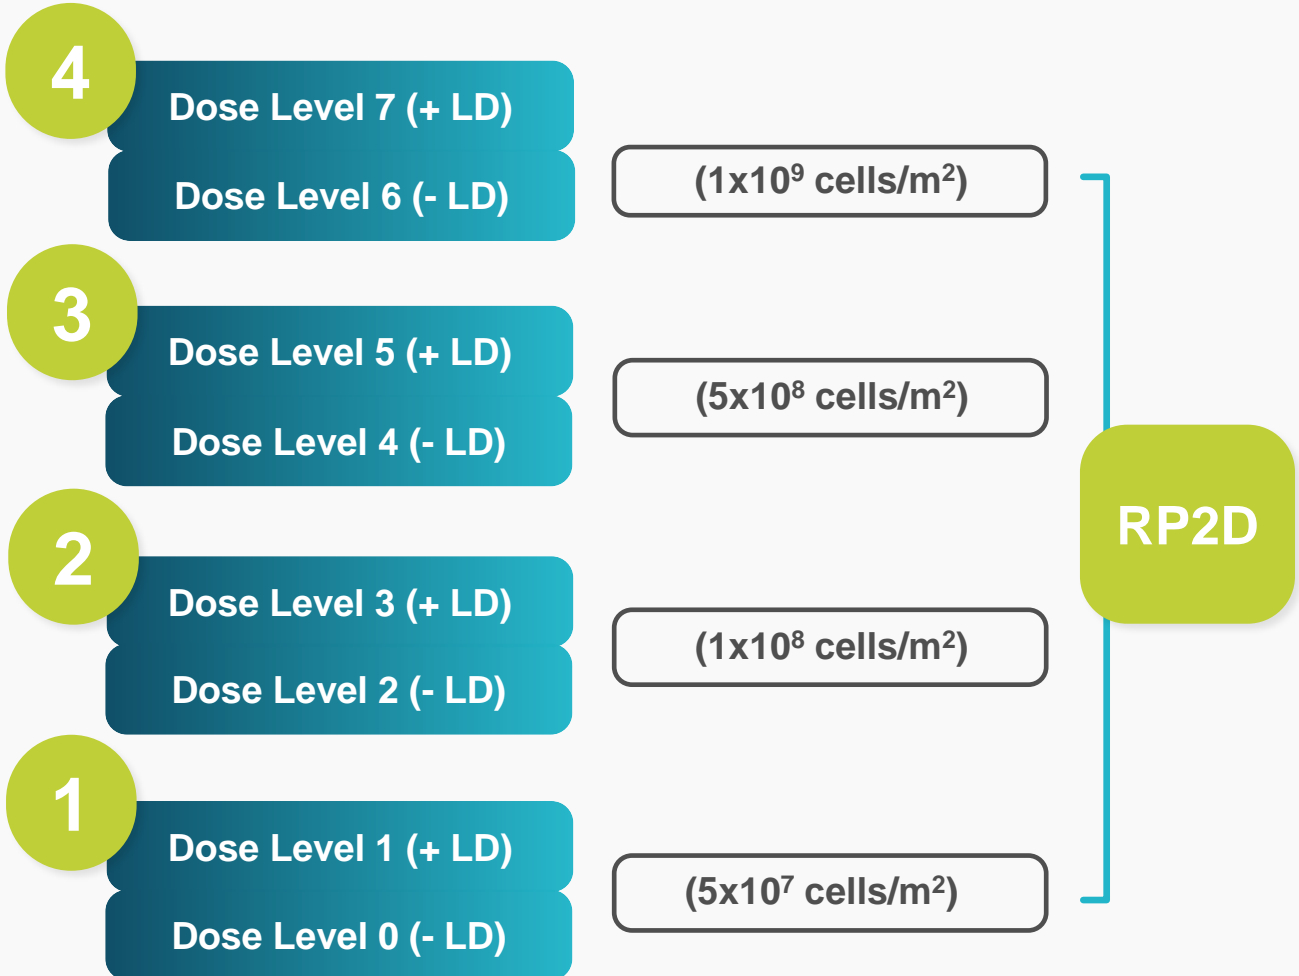 4
Dose Level 7 (+ LD)
Dose Level 6 (- LD)
(1x10⁹ cells/m²)
3
Dose Level 5 (+ LD)
Dose Level 4 (- LD)
(5x10⁸ cells/m²)
2
Dose Level 3 (+ LD)
Dose Level 2 (- LD)
(1x10⁸ cells/m²)
1
Dose Level 1 (+ LD)
Dose Level 0 (- LD)
(5x10⁷ cells/m²)
RP2D